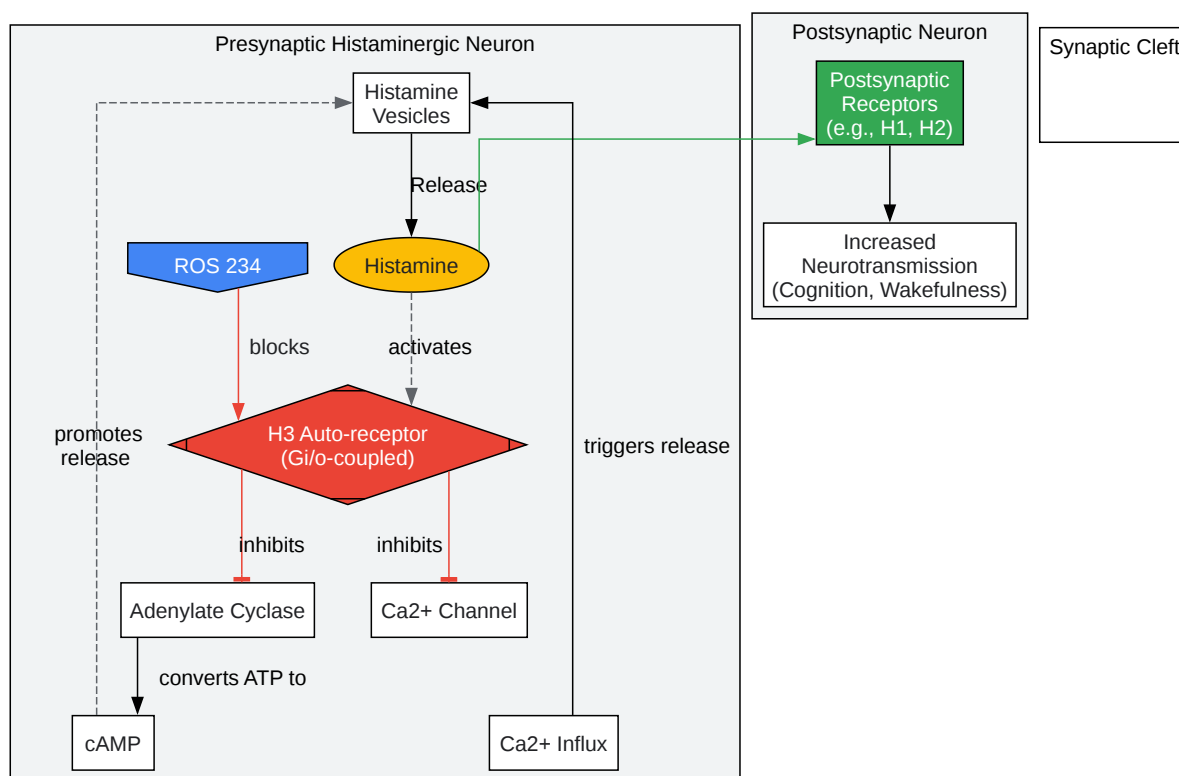 Presynaptic Histaminergic Neuron
Histamine
Vesicles
Release
ROS 234
Histamine
blocks
activates
promotes
release
H3 Auto-receptor
(Gi/o-coupled)
triggers release
inhibits
inhibits
Adenylate Cyclase
Ca2+ Channel
converts ATP to
cAMP
Ca2+ Influx
Postsynaptic Neuron
Postsynaptic
Receptors
(e.g., H1, H2)
Increased
Neurotransmission
(Cognition, Wakefulness)
Synaptic Cleft